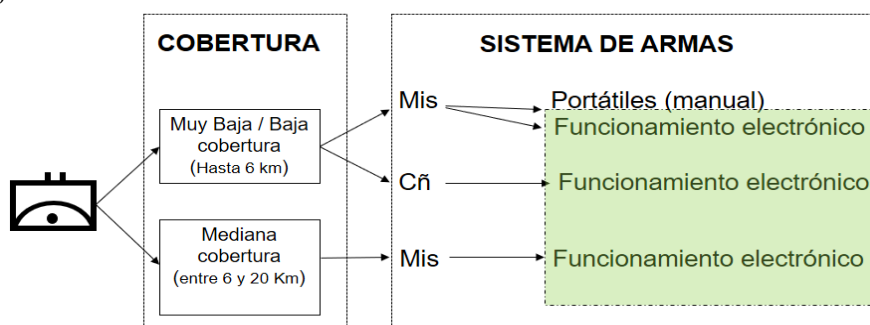 COBERTURA
SISTEMA DE ARMAS
Muy Baja / Baja
cobertura
(Hasta 6 km)
Mediana
cobertura
(entre 6 y 20 Km)
Mis
Portátiles (manual)
Funcionamiento electrónico
Cñ
Funcionamiento electrónico
Mis
Funcionamiento electrónico